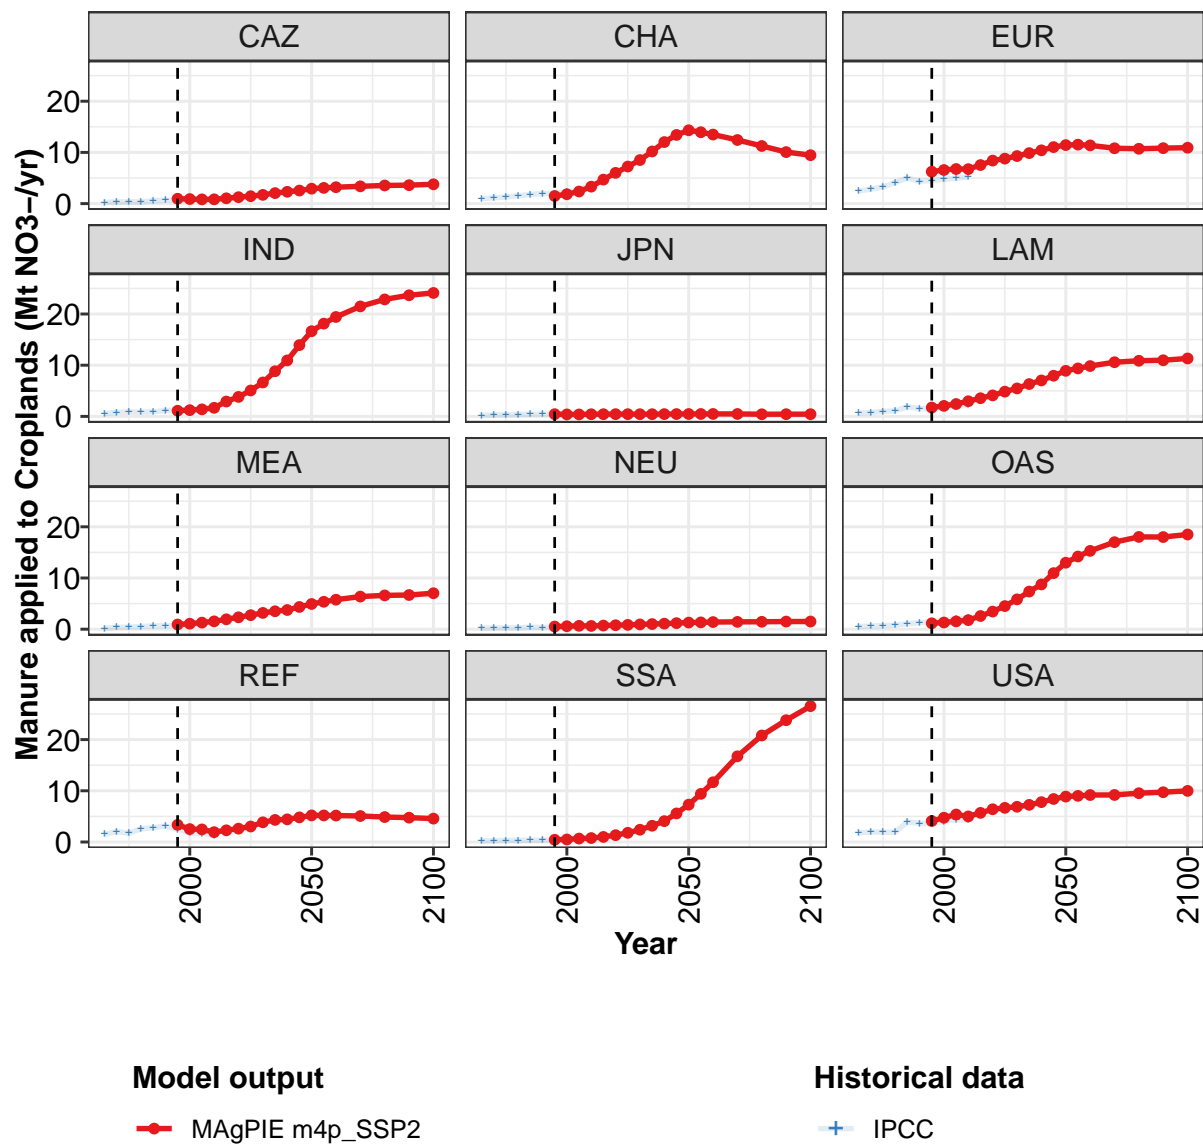 CAZ
CHA
EUR
20
10
0
IND
JPN
LAM
20
10
0
MEA
NEU
OAS
20
10
0
REF
SSA
USA
20
10
0
2000
2050
2100
2000
2050
2100
2000
2050
2100
Manure applied to Croplands (Mt NO3−/yr)
Year
Model output
MAgPIE m4p_SSP2
Historical data
IPCC